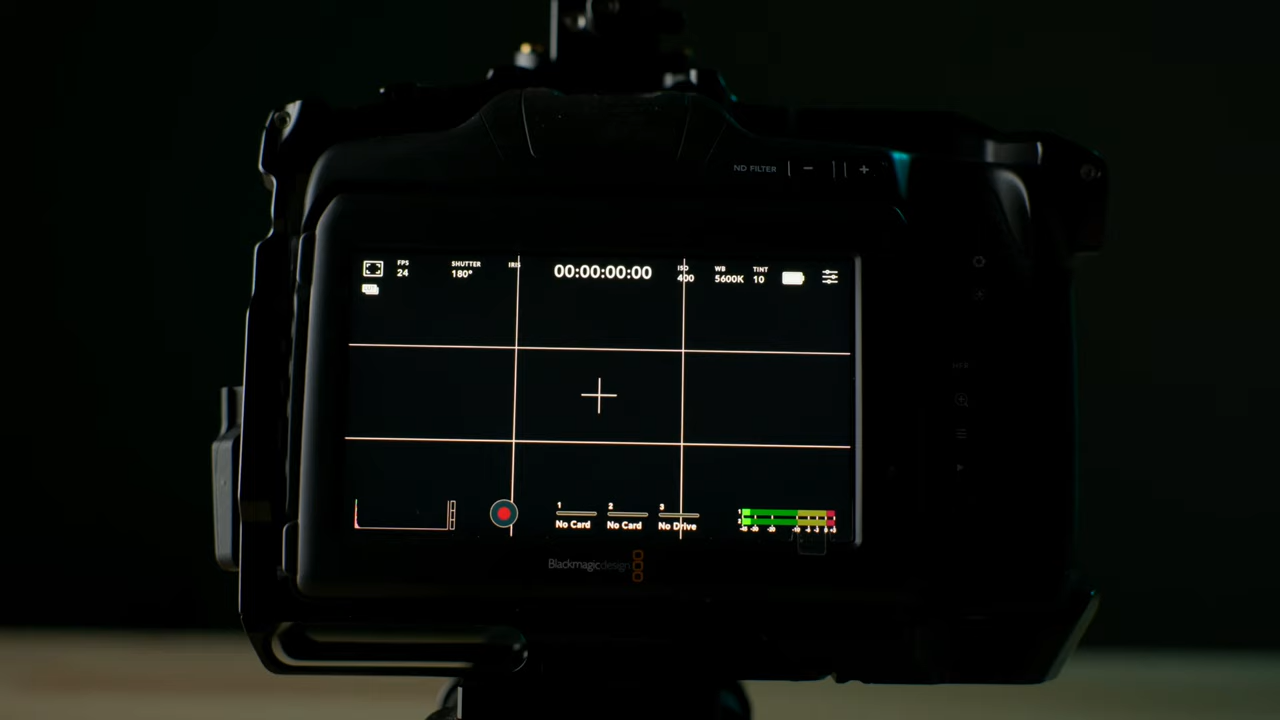 ND FILTER
FPS
24
SHUTTER
180°
IRIS
00:00:00:00
ISO
400
WB
5600K
TINT
10
1
No Card
2
No Card
3
No Drive
Blackmagicdesign
HFR